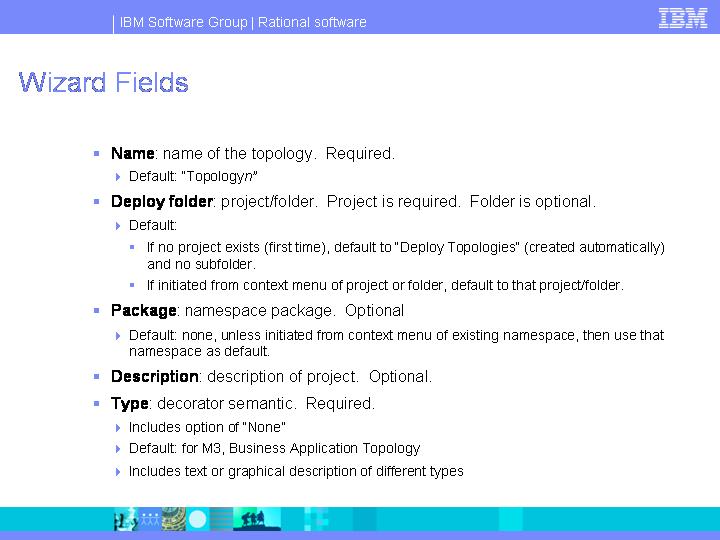 IBM Software Group | Rational software
IBM
Wizard Fields
Name: name of the topology. Required.
Default: "Topologyn"
Deploy folder: project/folder. Project is required. Folder is optional.
Default:
If no project exists (first time), default to "Deploy Topologies" (created automatically)
and no subfolder.
If initiated from context menu of project or folder, default to that project/folder.
Package: namespace package. Optional
Default: none, unless initiated from context menu of existing namespace, then use that
namespace as default.
Description: description of project. Optional.
Type: decorator semantic. Required.
Includes option of "None"
Default: for M3, Business Application Topology
Includes text or graphical description of different types